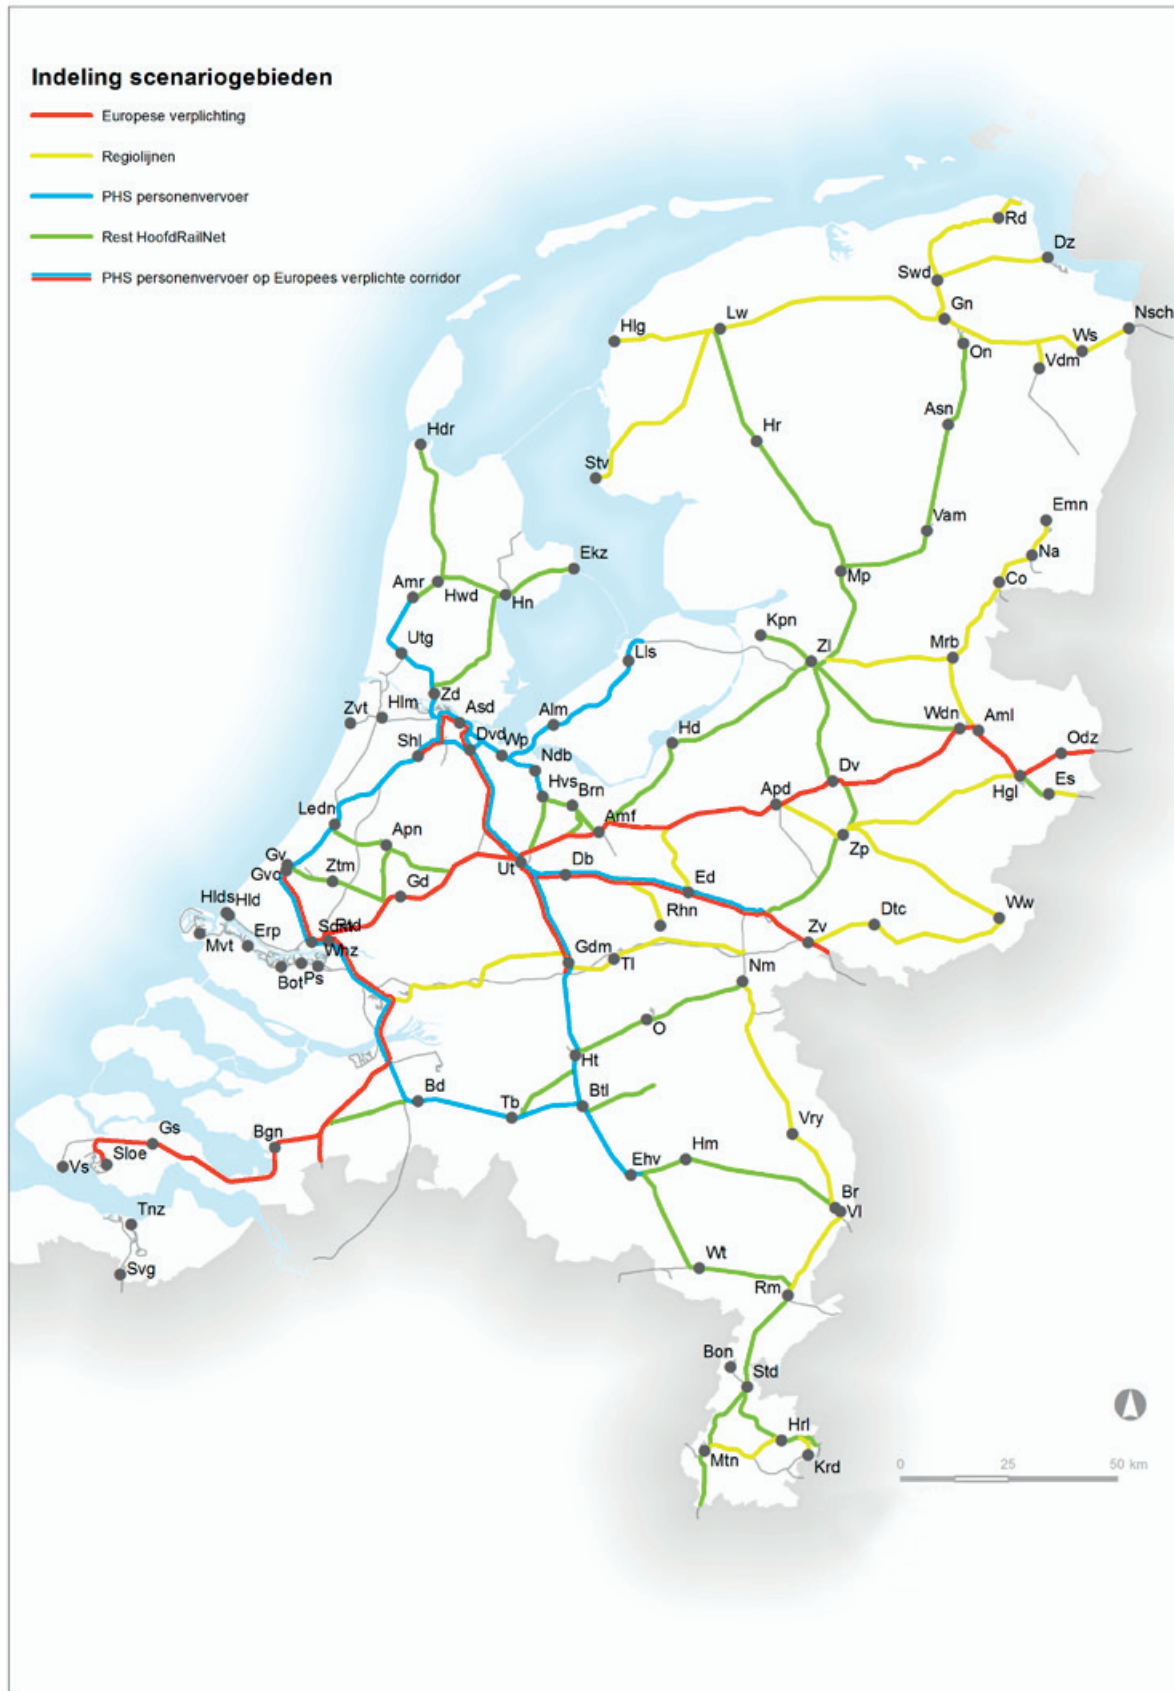 Indeling scenariogebieden
Europese verplichting
Regiolijnen
PHS personenvervoer
Rest HoofdRailNet
PHS personenvervoer op Europees verplichte corridor
Rd
Dz
Swd
Gn
Nsch
Hlg
Lw
Ws
On
Vdm
Asn
Hdr
Hr
Stv
Vam
Emn
Ekz
Na
Amr
Mp
Co
Hwd
Hn
Kpn
Utg
Lls
Zl
Mrb
Zd
Zvt
Hlm
Asd
Alm
Wdn
Aml
Dvd
Hd
Shl
Wp
Odz
Ndb
Dv
Hvs
Brn
Apd
Hgl
Es
Ledn
Amf
Apn
Zp
Gv
Gvc
Ztm
Ut
Db
Ed
Gd
Hlds
Hld
Rhn
Dtc
Ww
Rtd
Mvt
Erp
Whz
Zv
Bot
Ps
Gdm
Tl
Nm
O
Ht
Bd
Tb
Btl
Gs
Bgn
Vry
Vs
Sloe
Ehv
Hm
Tnz
Br
Vl
Svg
Wt
Rm
Bon
Std
Hrl
Mtn
Krd
0 25 50 km